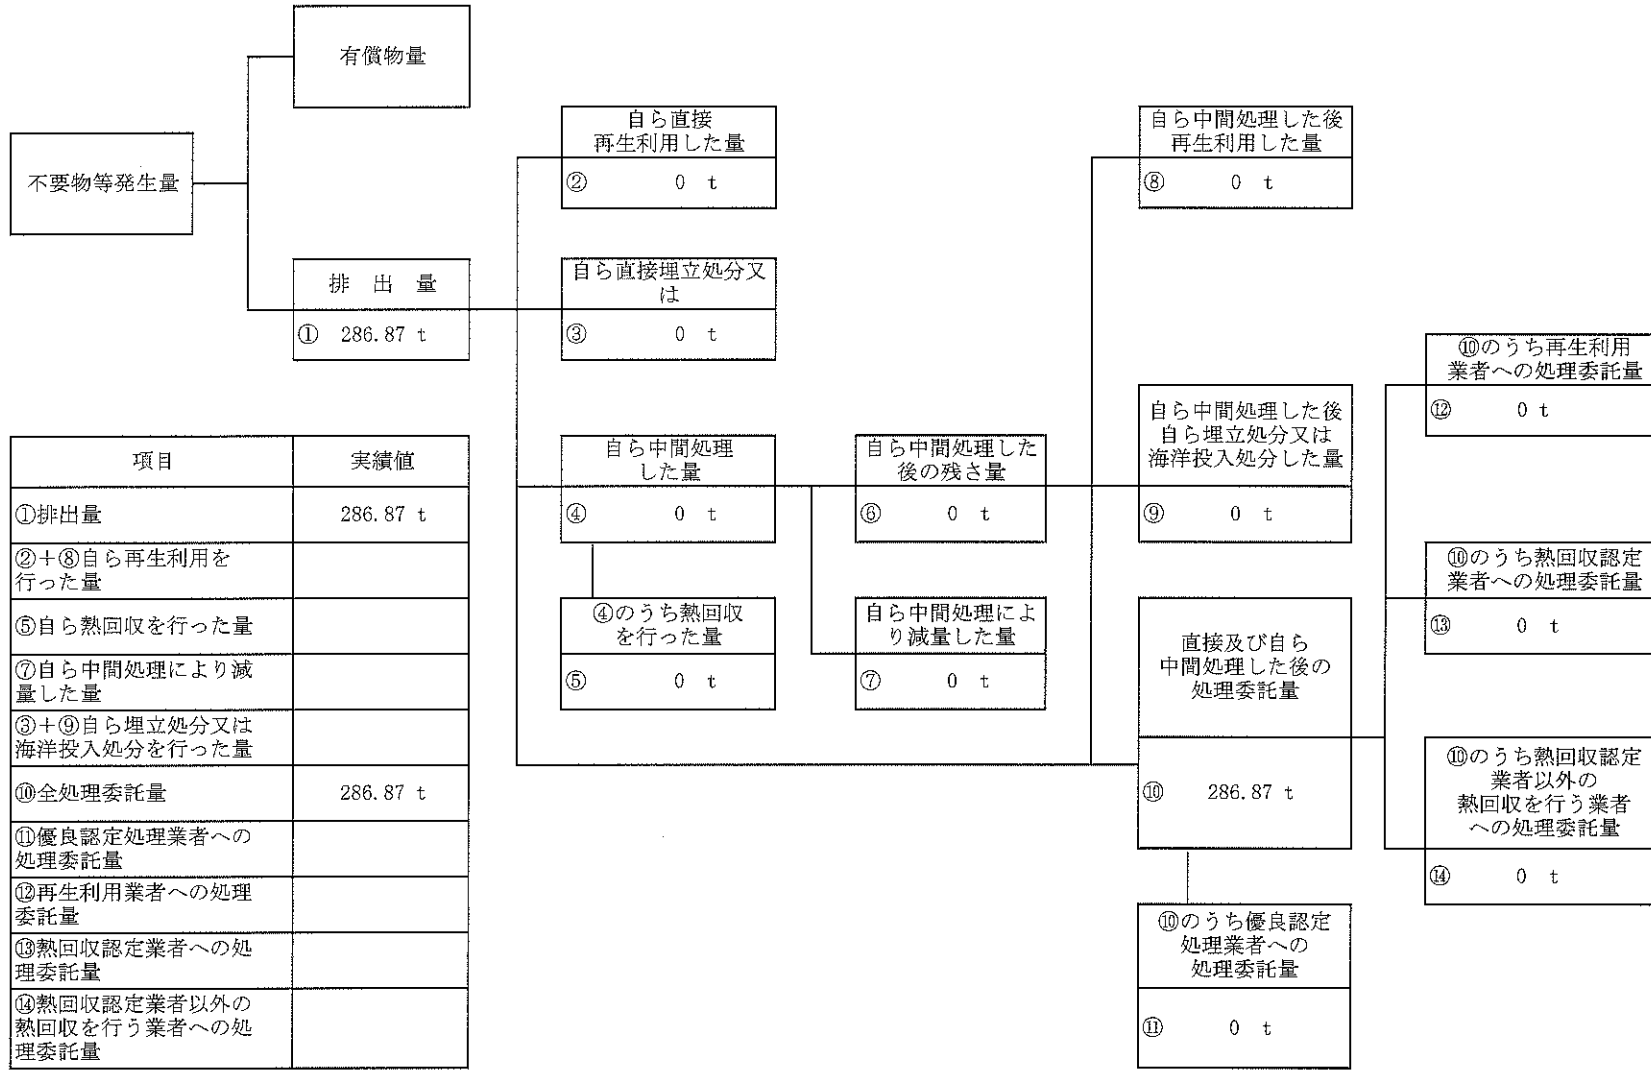 有償物量
不要物等発生量
排 出 量
① 286.87 t
自ら直接
再生利用した量
② 0 t
自ら直接埋立処分又
は
③ 0 t
自ら中間処理
した量
④ 0 t
④のうち熱回収
を行った量
⑤ 0 t
自ら中間処理した
後の残さ量
⑥ 0 t
自ら中間処理によ
り減量した量
⑦ 0 t
自ら中間処理した後
再生利用した量
⑧ 0 t
自ら中間処理した後
自ら埋立処分又は
海洋投入処分した量
⑨ 0 t
直接及び自ら
中間処理した後の
処理委託量
⑩ 286.87 t
⑩のうち優良認定
処理業者への
処理委託量
⑪ 0 t
⑩のうち再生利用
業者への処理委託量
⑫ 0 t
⑩のうち熱回収認定
業者への処理委託量
⑬ 0 t
⑩のうち熱回収認定
業者以外の
熱回収を行う業者
への処理委託量
⑭ 0 t
項目 実績値
①排出量 286.87 t
②＋⑧自ら再生利用を
行った量
⑤自ら熱回収を行った量
⑦自ら中間処理により減
量した量
③＋⑨自ら埋立処分又は
海洋投入処分を行った量
⑩全処理委託量 286.87 t
⑪優良認定処理業者への
処理委託量
⑫再生利用業者への処理
委託量
⑬熱回収認定業者への処
理委託量
⑭熱回収認定業者以外の
熱回収を行う業者への処
理委託量